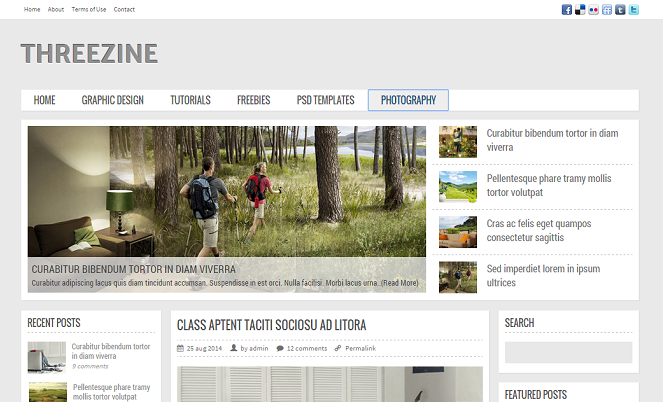 Home About Terms of Use Contact
THREEZINE
HOME GRAPHIC DESIGN TUTORIALS FREEBIES PSD TEMPLATES PHOTOGRAPHY
CURABITUR BIBENDUM TORTOR IN DIAM VIVERRA
Curabitur adipiscing lacus quis diam tincidunt accumsan. Suspendisse in est orci. Nulla facilisi. Morbi lacus urna. (Read More)
Curabitur bibendum tortor in diam
viverra
Pellentesque phare tramy mollis
tortor volutpat
Cras ac felis eget quampos
consectetur sagittis
Sed imperdiet lorem in ipsum
ultrices
RECENT POSTS
Curabitur bibendum tortor
in diam viverra
9 comments
Pellentesque phare tramy
mollis tortor volutpat
CLASS APTENT TACITI SOCIOSU AD LITORA
25 aug 2014 by admin 12 comments Permalink
SEARCH
FEATURED POSTS